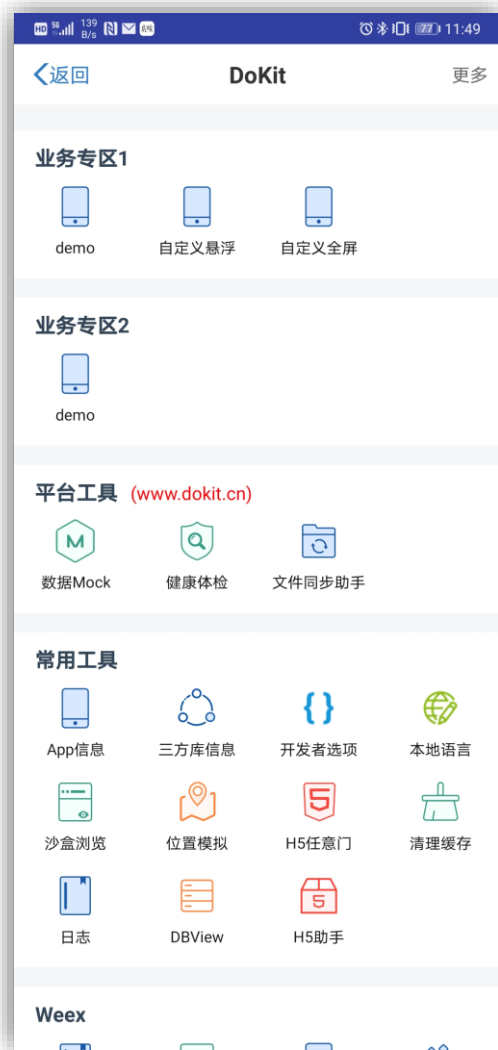 HD 5G 139 B/s 77 11:49
返回 DoKit 更多
业务专区1
demo 自定义悬浮 自定义全屏
业务专区2
demo
平台工具 (www.dokit.cn)
数据Mock 健康体检 文件同步助手
常用工具
App信息 三方库信息 开发者选项 本地语言
沙盒浏览 位置模拟 H5任意门 清理缓存
日志 DBView H5助手
Weex